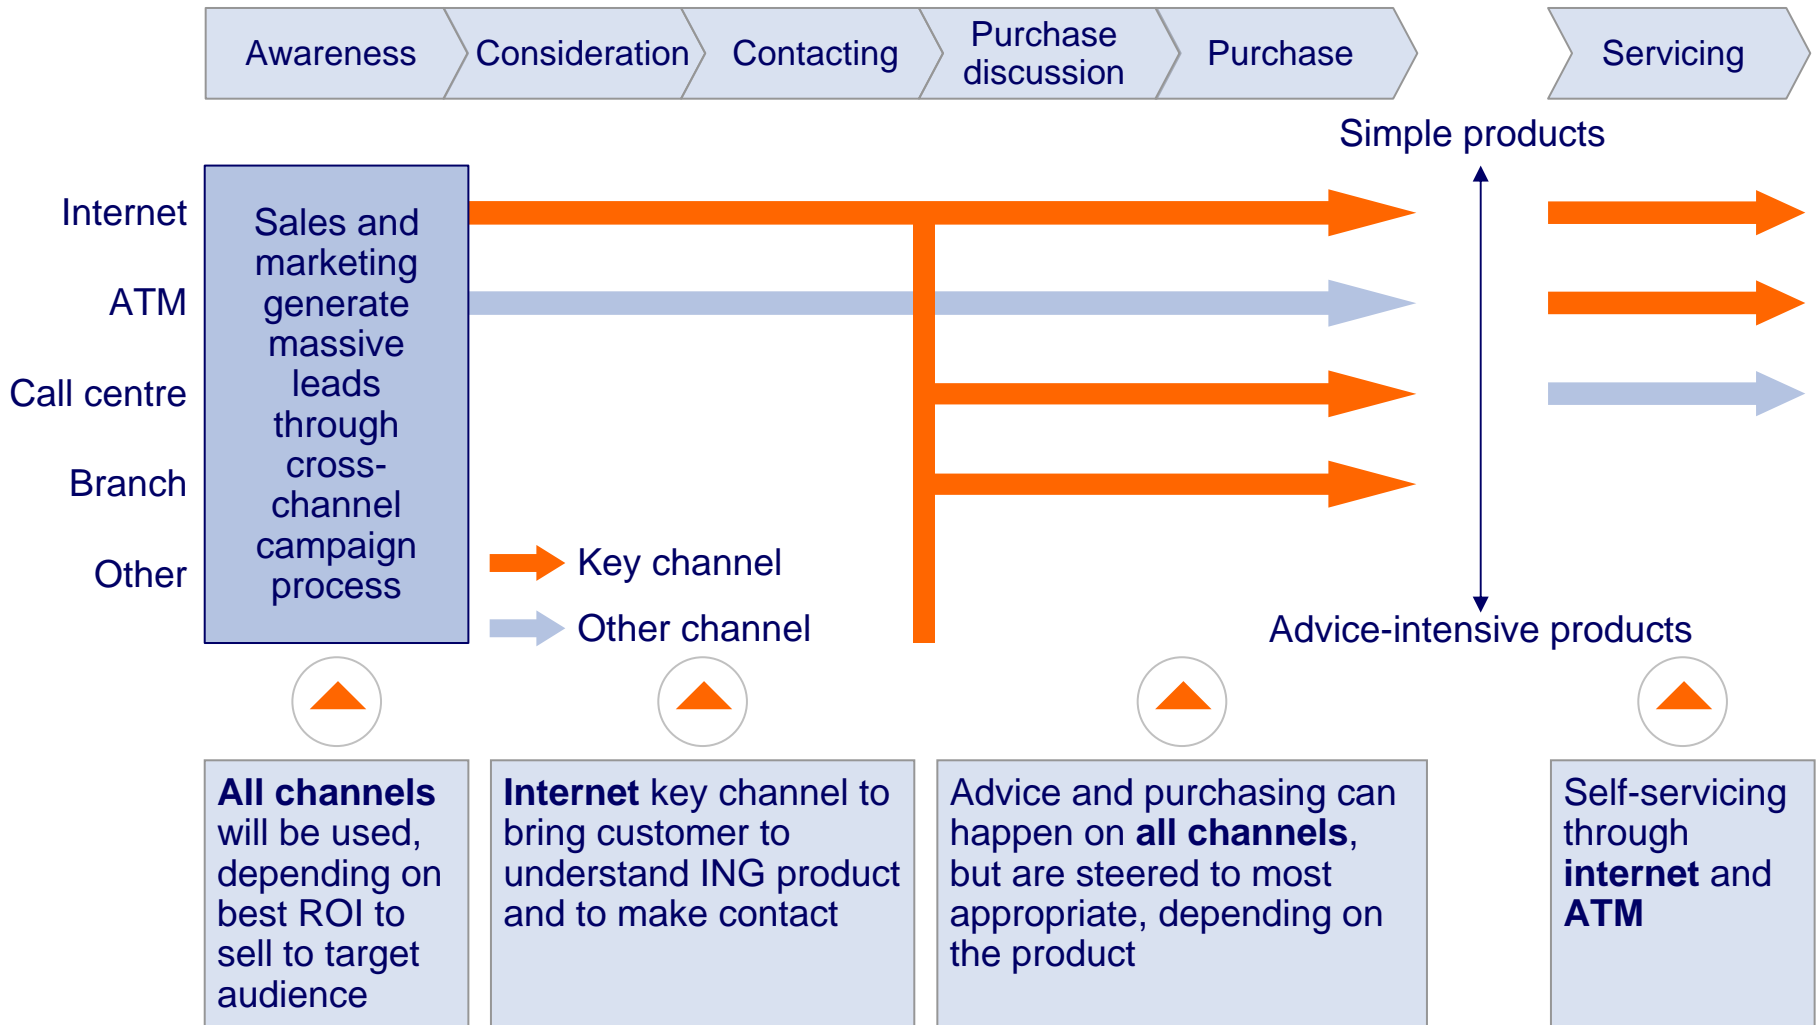 Awareness
Consideration
Contacting
Purchase
discussion
Purchase
Servicing
Simple products
Internet
ATM
Call centre
Branch
Other
Sales and
marketing
generate
massive
leads
through
cross-
channel
campaign
process
Key channel
Other channel
Advice-intensive products
All channels
will be used,
depending on
best ROI to
sell to target
audience
Internet key channel to
bring customer to
understand ING product
and to make contact
Advice and purchasing can
happen on all channels,
but are steered to most
appropriate, depending on
the product
Self-servicing
through
internet and
ATM